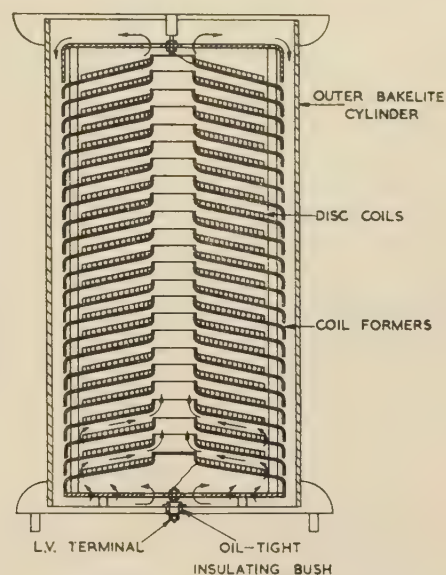 OUTER BAKELITE
CYLINDER
DISC COILS
COIL FORMERS
L.V. TERMINAL
OIL-TIGHT
INSULATING BUSH